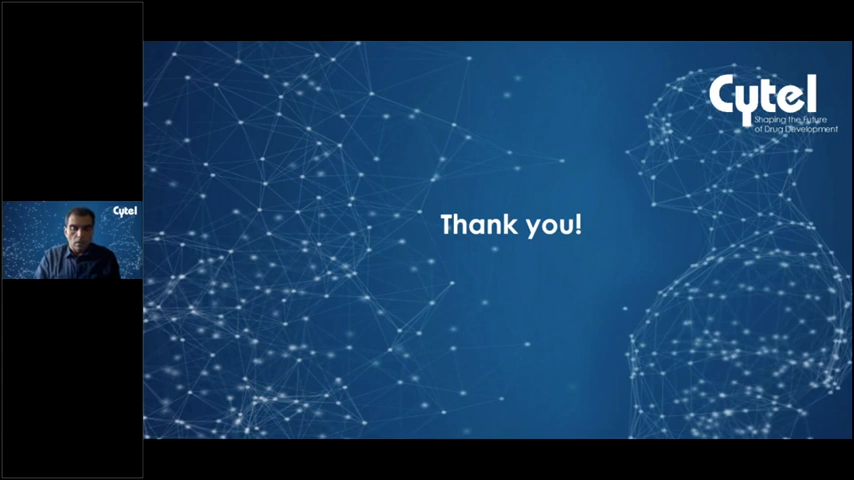 Cytel
Shaping the Future
of Drug Development
Cytel
Thank you!